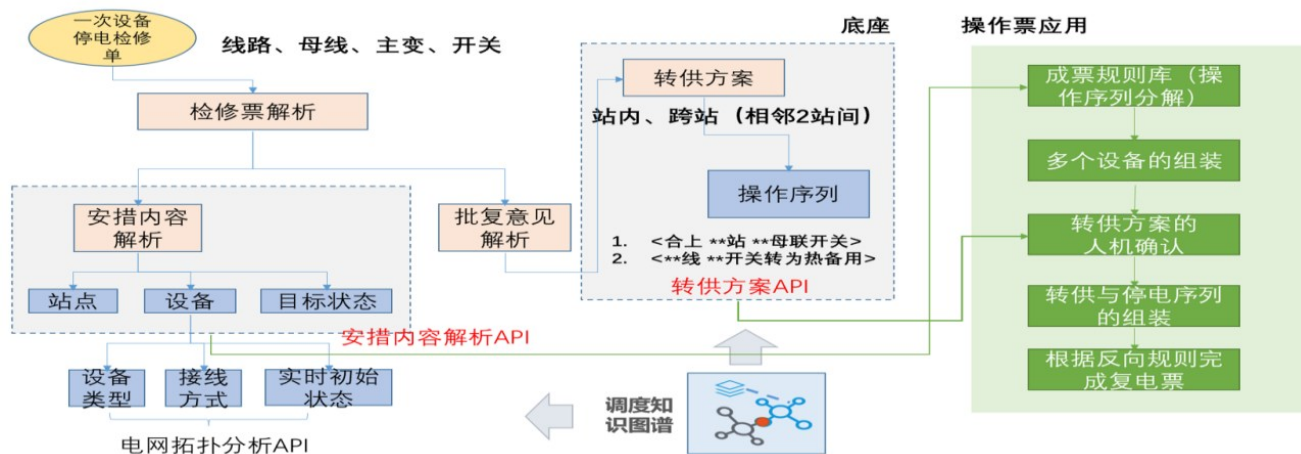 一次设备
停电检修
单
线路、母线、主变、开关
检修票解析
安措内容
解析
批复意见
解析
站点
设备
目标状态
安措内容解析API
设备
类型
接线
方式
实时初始
状态
电网拓扑分析API
底座
转供方案
站内、跨站（相邻2站间）
操作序列
1. <合上 **站 **母联开关>
2. <**线 **开关转为热备用>
转供方案API
调度知
识图谱
操作票应用
成票规则库（操
作序列分解）
多个设备的组装
转供方案的
人机确认
转供与停电序列
的组装
根据反向规则完
成复电票